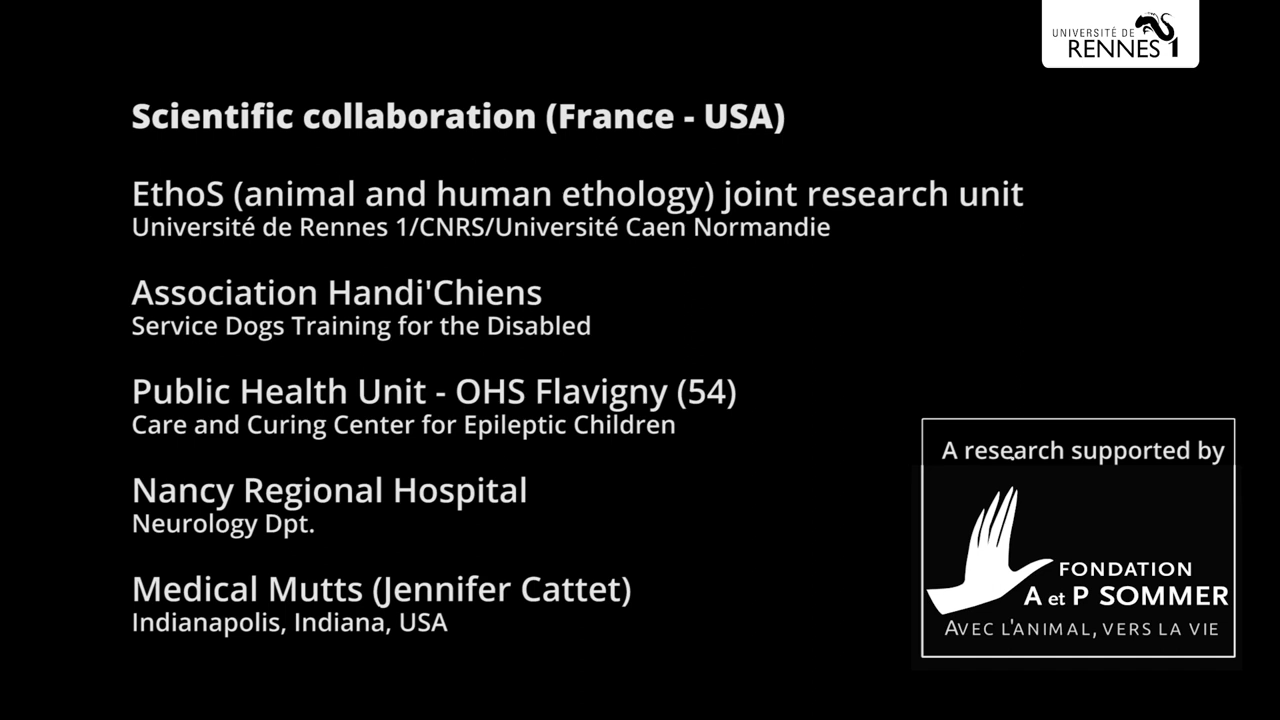 UNIVERSITÉ DE
RENNES 1
Scientific collaboration (France - USA)
EthoS (animal and human ethology) joint research unit
Université de Rennes 1/CNRS/Université Caen Normandie
Association Handi'Chiens
Service Dogs Training for the Disabled
Public Health Unit - OHS Flavigny (54)
Care and Curing Center for Epileptic Children
Nancy Regional Hospital
Neurology Dpt.
Medical Mutts (Jennifer Cattet)
Indianapolis, Indiana, USA
A research supported by
FONDATION
A et P SOMMER
AVEC L'ANIMAL, VERS LA VIE